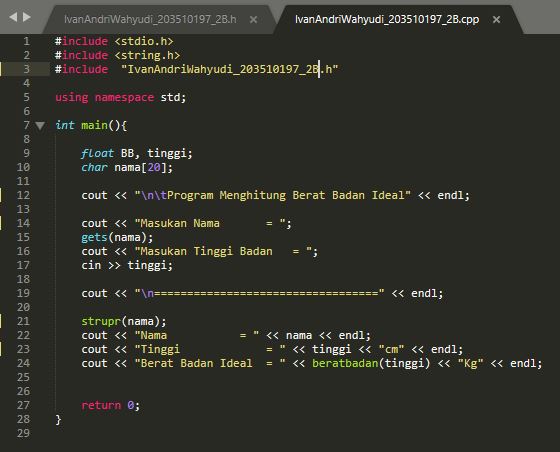 IvanAndriWahyudi_203510197_2B.h × IvanAndriWahyudi_203510197_2B.cpp ×
1 #include <stdio.h>
2 #include <string.h>
3 #include  "IvanAndriWahyudi_203510197_2B.h"
4
5 using namespace std;
6
7 int main(){
8
9     float BB, tinggi;
10     char nama[20];
11
12     cout << "\n\tProgram Menghitung Berat Badan Ideal" << endl;
13
14     cout << "Masukan Nama       = ";
15     gets(nama);
16     cout << "Masukan Tinggi Badan   = ";
17     cin >> tinggi;
18
19     cout << "\n==================================" << endl;
20
21     strupr(nama);
22     cout << "Nama           = " << nama << endl;
23     cout << "Tinggi             = " << tinggi << "cm" << endl;
24     cout << "Berat Badan Ideal  = " << beratbadan(tinggi) << "Kg" << endl;
25
26
27     return 0;
28 }
29